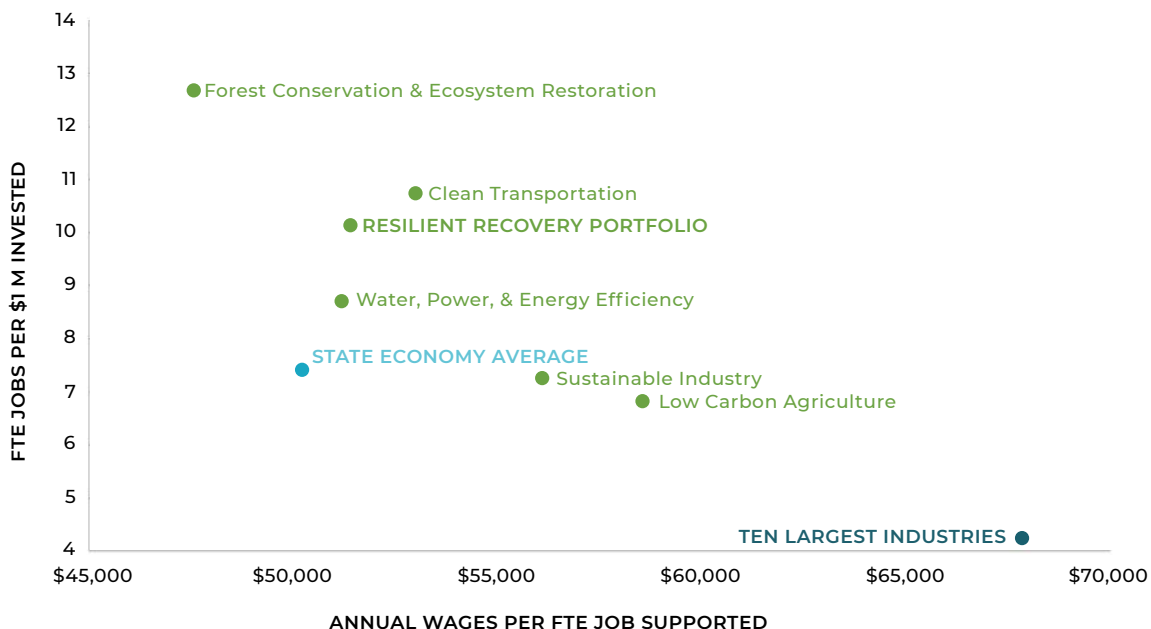 14
13
Forest Conservation & Ecosystem Restoration
12
11
Clean Transportation
10
RESILIENT RECOVERY PORTFOLIO
9
Water, Power, & Energy Efficiency
8
STATE ECONOMY AVERAGE
Sustainable Industry
7
Low Carbon Agriculture
6
5
TEN LARGEST INDUSTRIES
4
FTE JOBS PER $1 M INVESTED
$45,000 $50,000 $55,000 $60,000 $65,000 $70,000
ANNUAL WAGES PER FTE JOB SUPPORTED